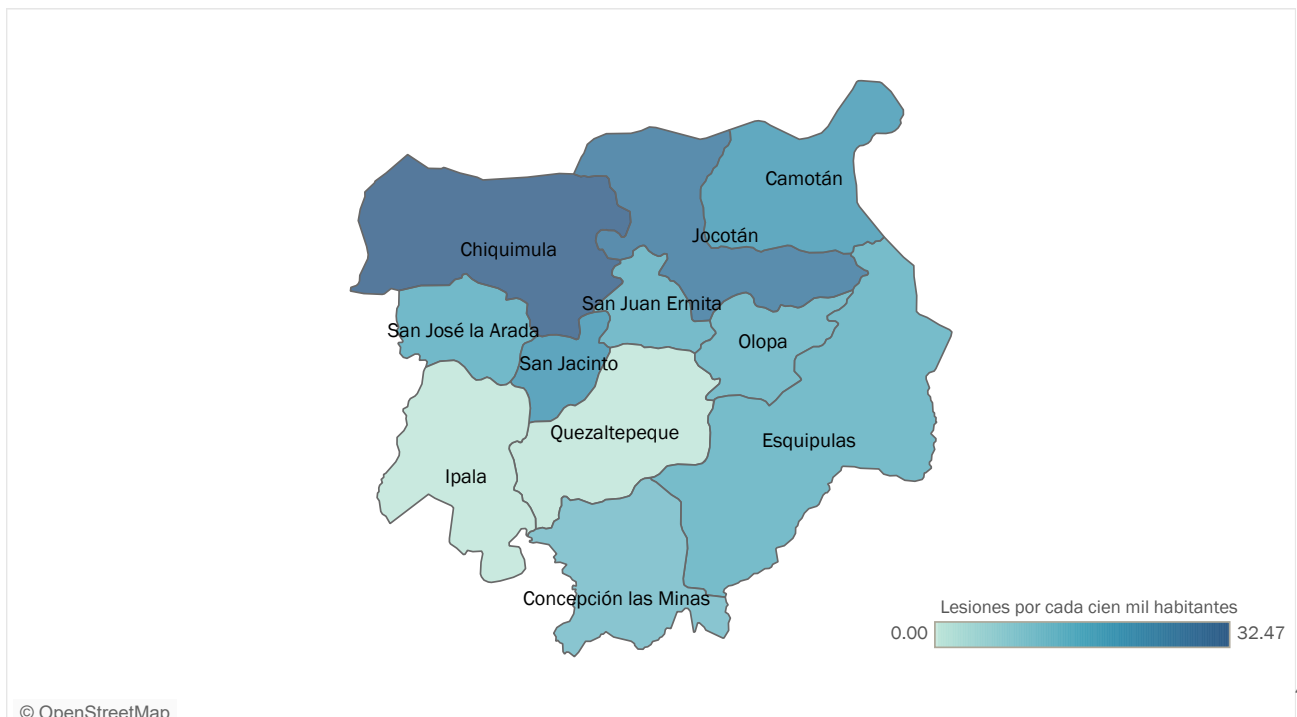 Camotán
Jocotán
Chiquimula
San Juan Ermita
San José la Arada
Olopa
San Jacinto
Quezaltepeque
Esquipulas
Ipala
Concepción las Minas
Lesiones por cada cien mil habitantes
0.00
32.47
© OpenStreetMap